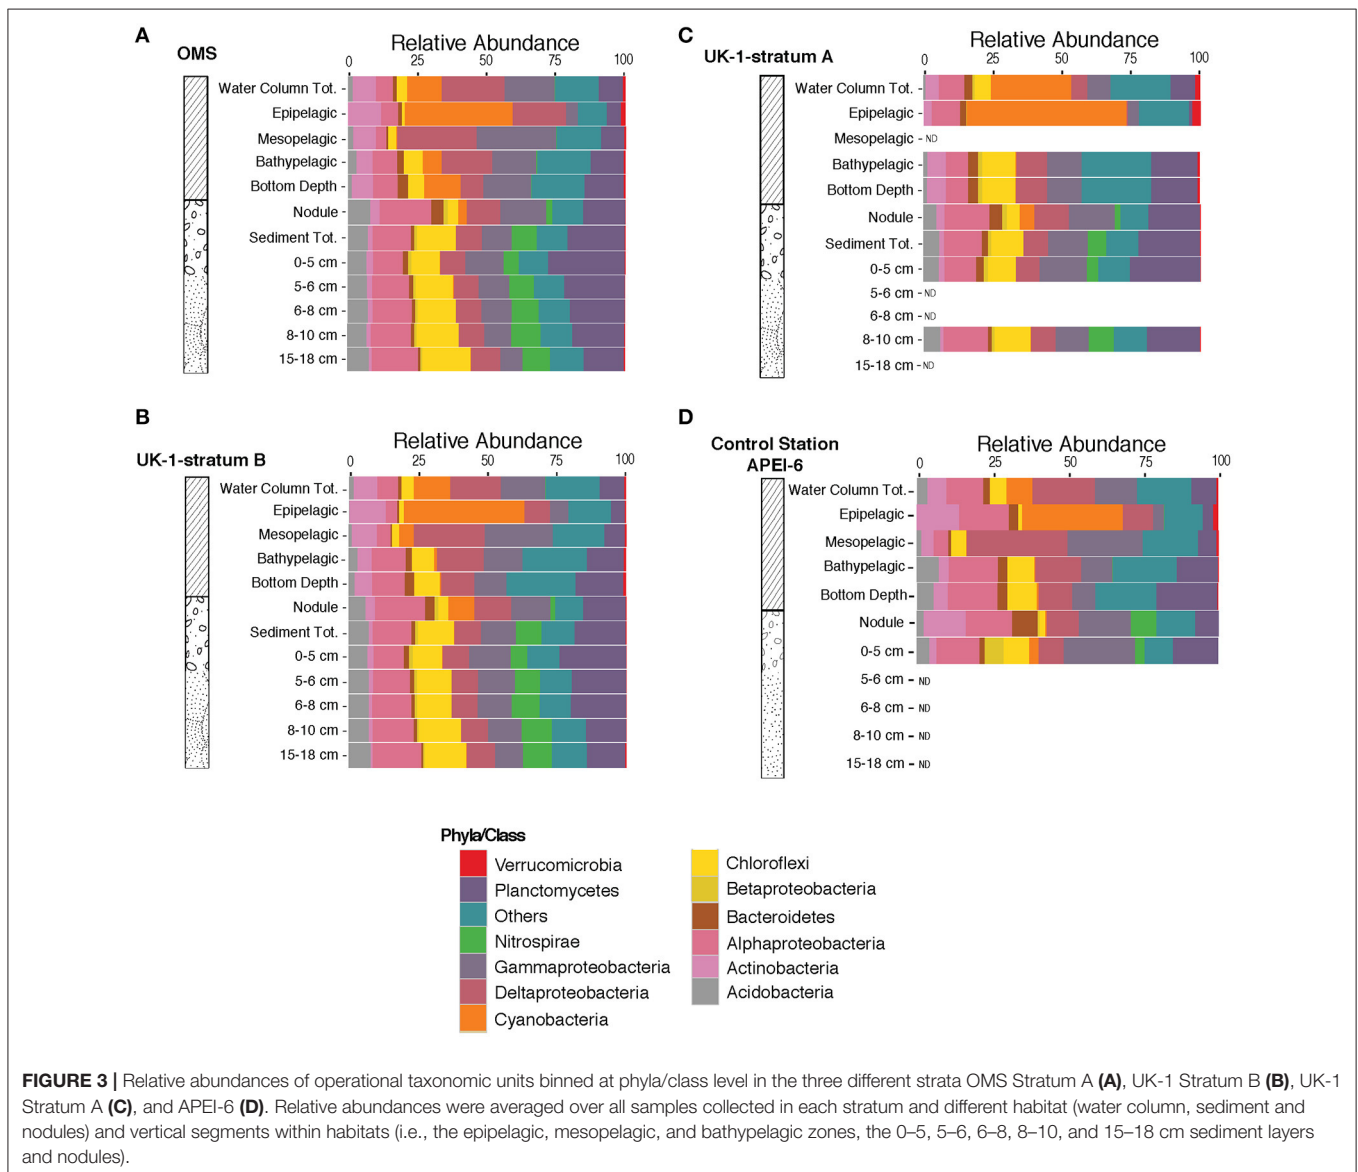 A
OMS
Relative Abundance
0 25 50 75 100
Water Column Tot.
Epipelagic
Mesopelagic
Bathypelagic
Bottom Depth
Nodule
Sediment Tot.
0-5 cm
5-6 cm
6-8 cm
8-10 cm
15-18 cm
B
UK-1-stratum B
Relative Abundance
0 25 50 75 100
Water Column Tot.
Epipelagic
Mesopelagic
Bathypelagic
Bottom Depth
Nodule
Sediment Tot.
0-5 cm
5-6 cm
6-8 cm
8-10 cm
15-18 cm
C
UK-1-stratum A
Relative Abundance
0 25 50 75 100
Water Column Tot.
Epipelagic
Mesopelagic ND
Bathypelagic
Bottom Depth
Nodule
Sediment Tot.
0-5 cm
5-6 cm ND
6-8 cm ND
8-10 cm
15-18 cm ND
D
Control Station
APEI-6
Relative Abundance
0 25 50 75 100
Water Column Tot.
Epipelagic
Mesopelagic
Bathypelagic
Bottom Depth
Nodule
0-5 cm
5-6 cm ND
6-8 cm ND
8-10 cm ND
15-18 cm ND
Phyla/Class
Verrucomicrobia
Planctomycetes
Others
Nitrospirae
Gammaproteobacteria
Deltaproteobacteria
Cyanobacteria
Chloroflexi
Betaproteobacteria
Bacteroidetes
Alphaproteobacteria
Actinobacteria
Acidobacteria
FIGURE 3 | Relative abundances of operational taxonomic units binned at phyla/class level in the three different strata OMS Stratum A (A), UK-1 Stratum B (B), UK-1
Stratum A (C), and APEI-6 (D). Relative abundances were averaged over all samples collected in each stratum and different habitat (water column, sediment and
nodules) and vertical segments within habitats (i.e., the epipelagic, mesopelagic, and bathypelagic zones, the 0–5, 5–6, 6–8, 8–10, and 15–18 cm sediment layers
and nodules).